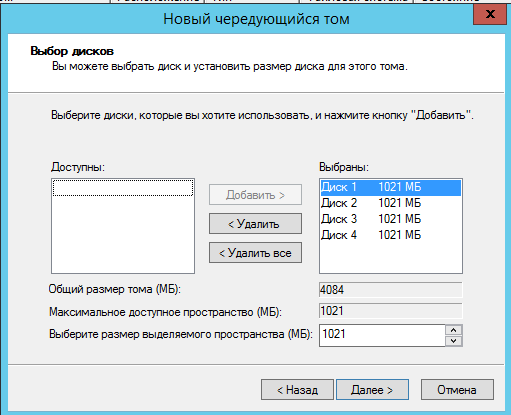 Новый чередующийся том
x
Выбор дисков
Вы можете выбрать диск и установить размер диска для этого тома.
Выберите диски, которые вы хотите использовать, и нажмите кнопку "Добавить".
Доступны:
Выбраны:
Добавить >
< Удалить
< Удалить все
Диск 1 1021 МБ
Диск 2 1021 МБ
Диск 3 1021 МБ
Диск 4 1021 МБ
Общий размер тома (МБ): 4084
Максимальное доступное пространство (МБ): 1021
Выберите размер выделяемого пространства (МБ): 1021
< Назад
Далее >
Отмена